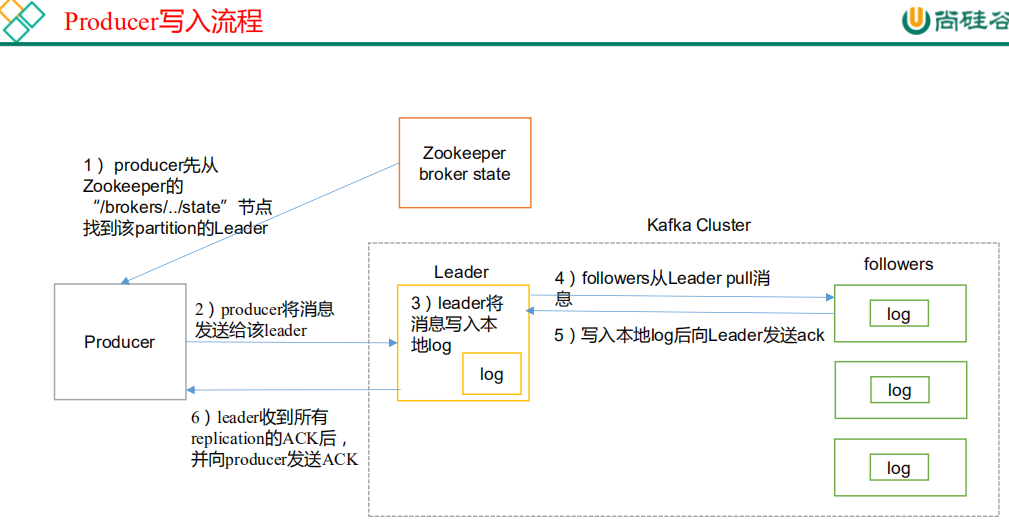 Producer写入流程
尚硅谷
Zookeeper
broker state
1） producer先从
Zookeeper的
“/brokers/../state”节点
找到该partition的Leader
Kafka Cluster
Leader
followers
Producer
2）producer将消息
发送给该leader
3）leader将
消息写入本
地log
log
4）followers从Leader pull消
息
5）写入本地log后向Leader发送ack
log
log
log
6）leader收到所有
replication的ACK后，
并向producer发送ACK